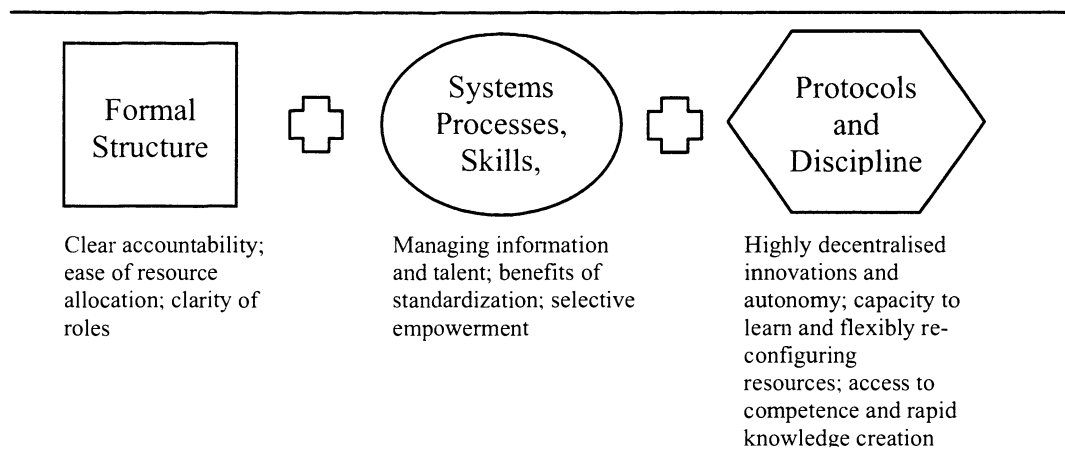 Formal
Structure
Systems
Processes,
Skills,
Protocols
and
Discipline
Clear accountability;
ease of resource
allocation; clarity of
roles
Managing information
and talent; benefits of
standardization; selective
empowerment
Highly decentralised
innovations and
autonomy; capacity to
learn and flexibly re-
configuring
resources; access to
competence and rapid
knowledge creation